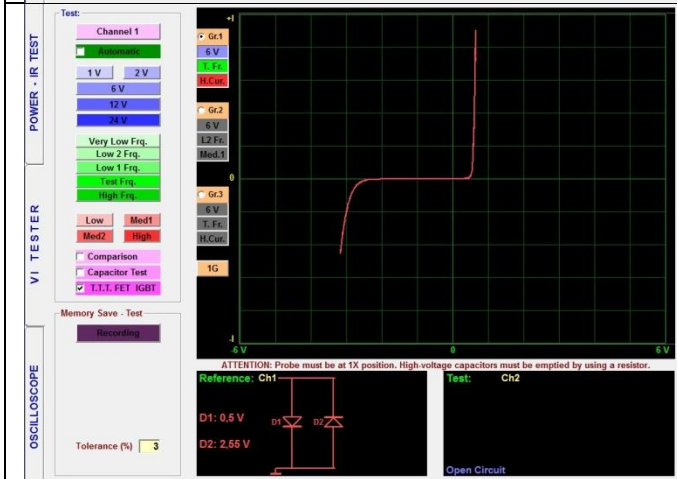 POWER - IR TEST
VI TESTER
OSCILLOSCOPE
Test:
Channel 1
Automatic
1 V
2 V
6 V
12 V
24 V
Very Low Frq.
Low 2 Frq.
Low 1 Frq.
Test Frq.
High Frq.
Low
Med1
Med2
High
Comparison
Capacitor Test
T.T.T. FET IGBT
Memory Save - Test
Recording
Tolerance (%) 3
Gr.1
6 V
T. Fr.
H.Cur.
Gr.2
6 V
L2 Fr.
Med.1
Gr.3
6 V
T. Fr.
H.Cur.
1G
+I
0
-I
-6 V
0
6 V
ATTENTION: Probe must be at 1X position. High-voltage capacitors must be emptied by using a resistor.
Reference: Ch1
D1: 0,5 V
D2: 2,55 V
D1
D2
Test: Ch2
Open Circuit